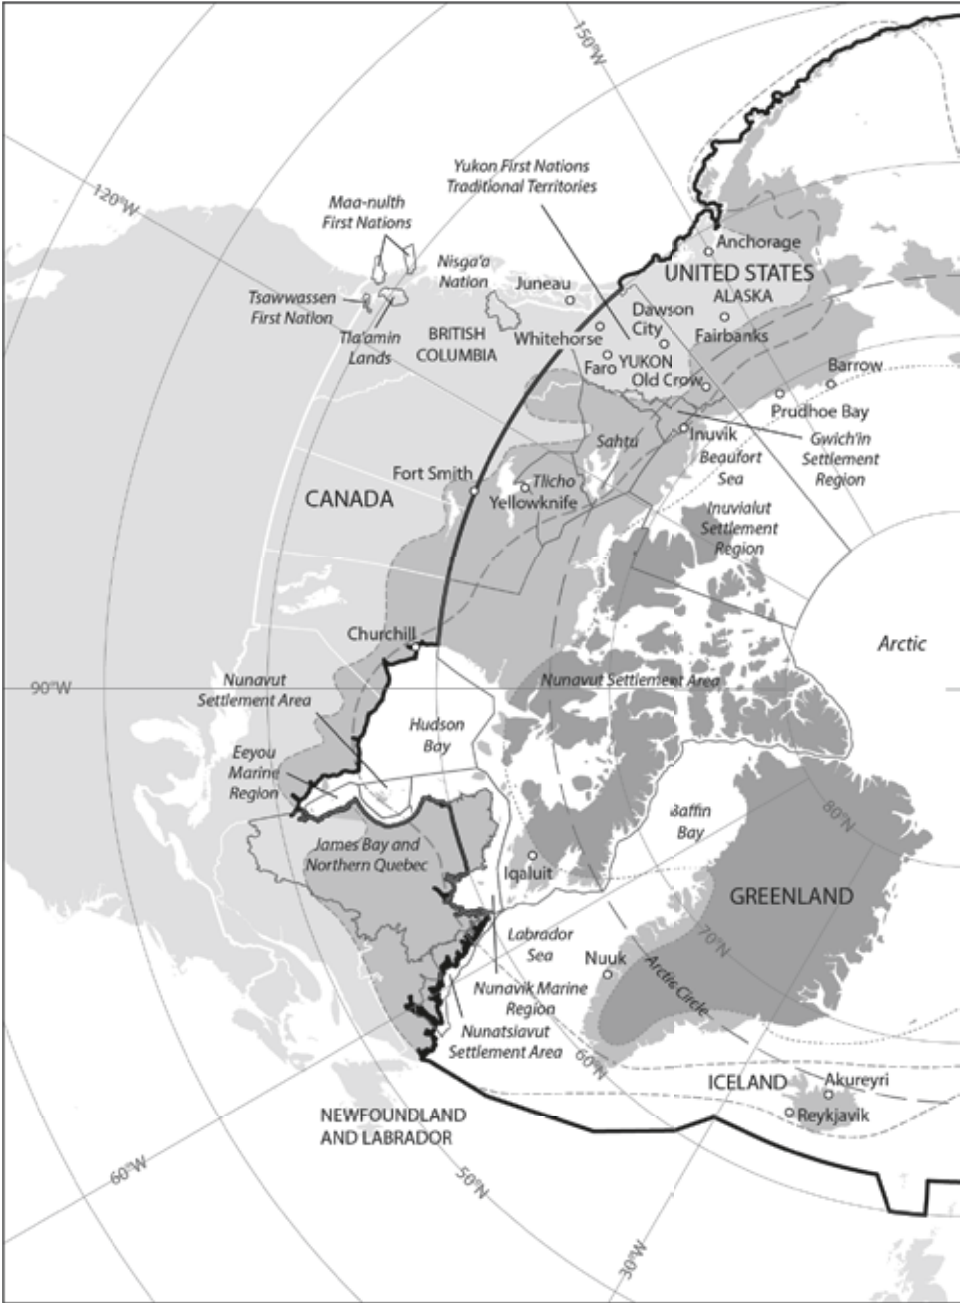 150°W
Yukon First Nations
Traditional Territories
120°W
Maa-nulth
First Nations
Anchorage
Nisga'a
Nation
UNITED STATES
Juneau
ALASKA
Tsawwassen
First Nation
Dawson
City
Tla'amin
Lands
BRITISH
COLUMBIA
Whitehorse
Fairbanks
Faro
YUKON
Old Crow
Barrow
Prudhoe Bay
Inuvik
Gwich'in
Settlement
Region
Sahtu
Beaufort
Sea
Fort Smith
Tlicho
Yellowknife
CANADA
Inuvialut
Settlement
Region
Churchill
Arctic
90°W
Nunavut
Settlement Area
Nunavut Settlement Area
Hudson
Bay
Eeyou
Marine
Region
Baffin
Bay
80°N
James Bay and
Northern Quebec
Iqaluit
GREENLAND
Labrador
Sea
70°N
Nuuk
Arctic Circle
Nunavik Marine
Region
Nunatsiavut
Settlement Area
60°N
ICELAND
Akureyri
Reykjavik
NEWFOUNDLAND
AND LABRADOR
60°W
50°N
30°W